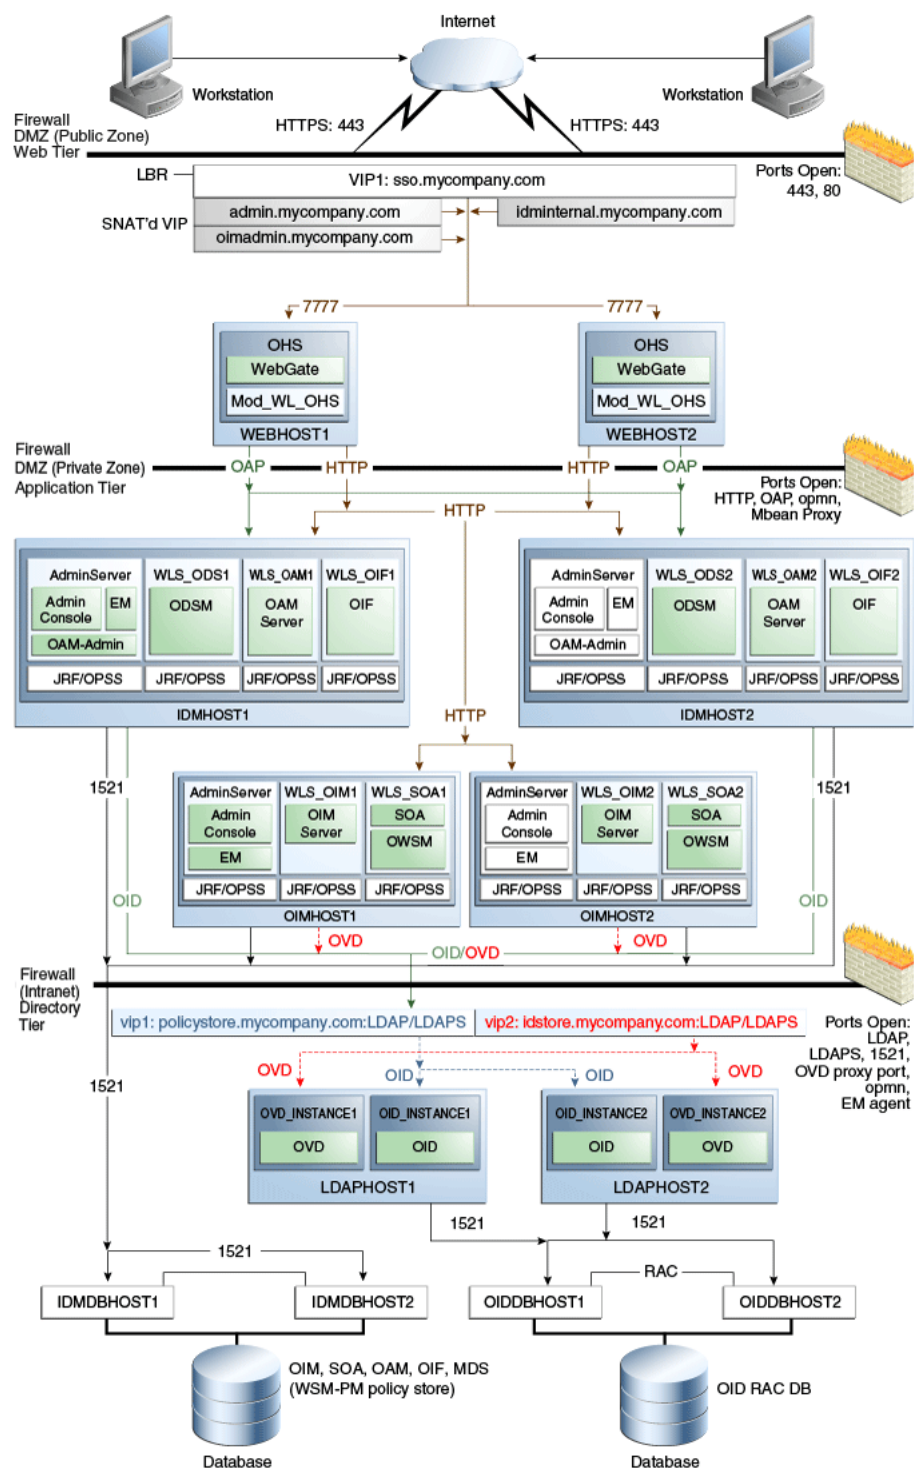 Internet
Workstation
Workstation
HTTPS: 443
HTTPS: 443
Firewall
DMZ (Public Zone)
Web Tier
Ports Open:
443, 80
LBR
VIP1: sso.mycompany.com
SNAT'd VIP
admin.mycompany.com
idminternal.mycompany.com
oimadmin.mycompany.com
7777
7777
OHS
WebGate
Mod_WL_OHS
WEBHOST1
OHS
WebGate
Mod_WL_OHS
WEBHOST2
Firewall
DMZ (Private Zone)
Application Tier
OAP
HTTP
HTTP
OAP
Ports Open:
HTTP, OAP, opmn,
Mbean Proxy
HTTP
AdminServer
Admin
Console
EM
OAM-Admin
JRF/OPSS
WLS_ODS1
ODSM
JRF/OPSS
WLS_OAM1
OAM
Server
JRF/OPSS
WLS_OIF1
OIF
JRF/OPSS
IDMHOST1
AdminServer
Admin
Console
EM
OAM-Admin
JRF/OPSS
WLS_ODS2
ODSM
JRF/OPSS
WLS_OAM2
OAM
Server
JRF/OPSS
WLS_OIF2
OIF
JRF/OPSS
IDMHOST2
HTTP
1521
1521
AdminServer
Admin
Console
EM
JRF/OPSS
WLS_OIM1
OIM
Server
JRF/OPSS
WLS_SOA1
SOA
OWSM
JRF/OPSS
OIMHOST1
AdminServer
Admin
Console
EM
JRF/OPSS
WLS_OIM2
OIM
Server
JRF/OPSS
WLS_SOA2
SOA
OWSM
JRF/OPSS
OIMHOST2
OID
OID
OVD
OID/OVD
OVD
Firewall
(Intranet)
Directory
Tier
Ports Open:
LDAP,
LDAPS, 1521,
OVD proxy port,
opmn,
EM agent
vip1: policystore.mycompany.com:LDAP/LDAPS
vip2: idstore.mycompany.com:LDAP/LDAPS
1521
OVD
OID
OID
OVD
OVD_INSTANCE1
OVD
OID_INSTANCE1
OID
LDAPHOST1
OID_INSTANCE2
OID
OVD_INSTANCE2
OVD
LDAPHOST2
1521
1521
1521
RAC
IDMDBHOST1
IDMDBHOST2
OIDDBHOST1
OIDDBHOST2
OIM, SOA, OAM, OIF, MDS
(WSM-PM policy store)
OID RAC DB
Database
Database